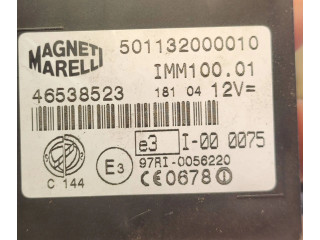 MAGNETI MARELLI
501132000010
IMM100.01
46538523
181 04 12V=
e3 I-00 0075
E3 97RI-0056220
C 144
CE0678